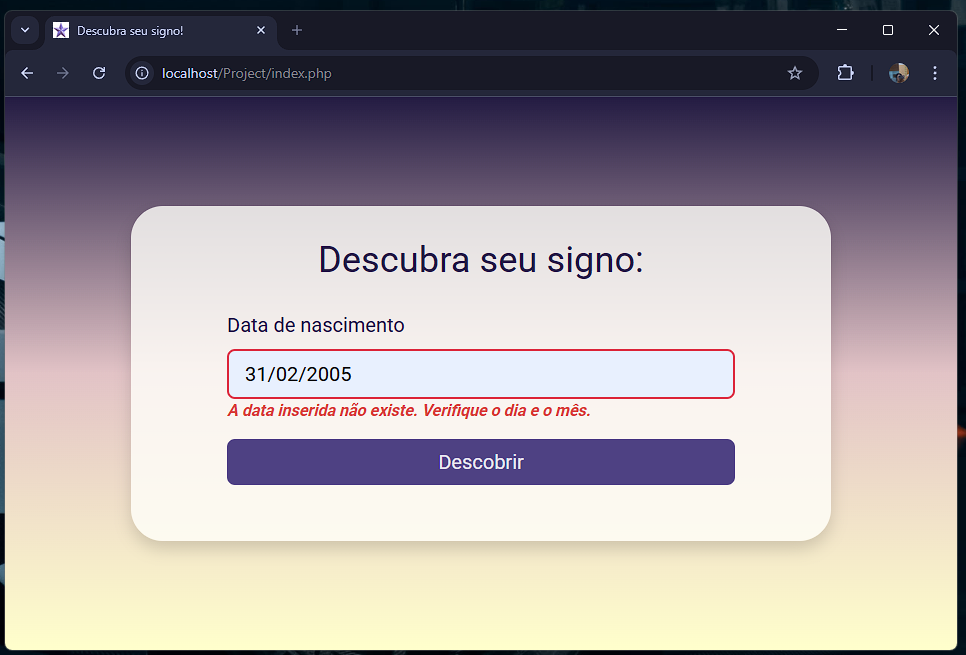 Descubra seu signo!
localhost/Project/index.php
Descubra seu signo:
Data de nascimento
31/02/2005
A data inserida não existe. Verifique o dia e o mês.
Descobrir